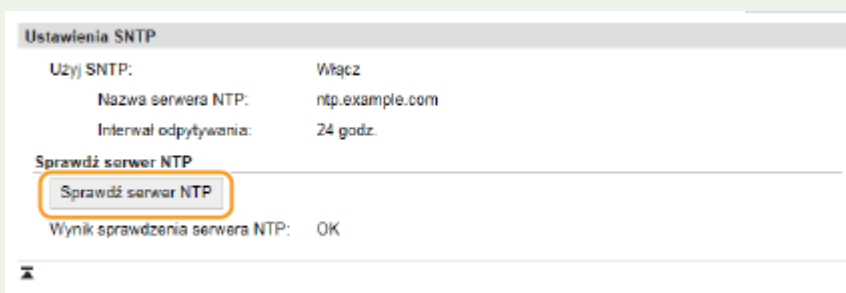 Ustawienia SNTP
Użyj SNTP: Włącz
Nazwa serwera NTP: ntp.example.com
Interwał odpytywania: 24 godz.
Sprawdź serwer NTP
Sprawdź serwer NTP
Wynik sprawdzenia serwera NTP: OK